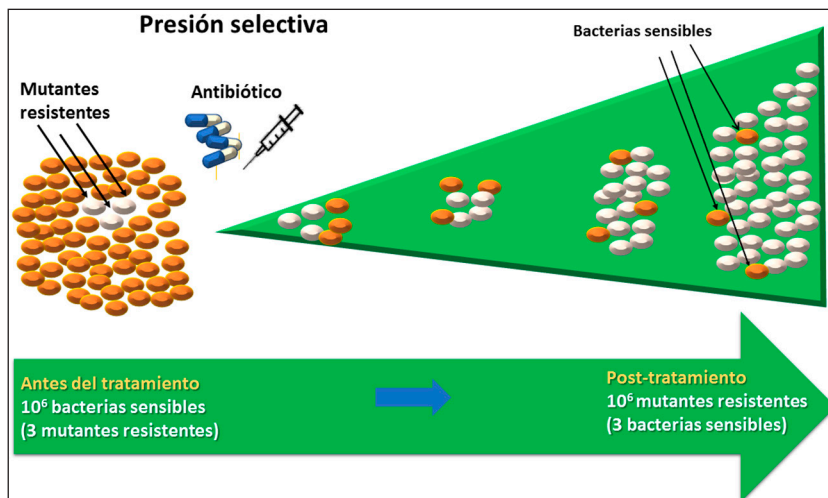 Presión selectiva
Mutantes
resistentes
Antibiótico
Bacterias sensibles
Antes del tratamiento
10⁶ bacterias sensibles
(3 mutantes resistentes)
Post-tratamiento
10⁶ mutantes resistentes
(3 bacterias sensibles)